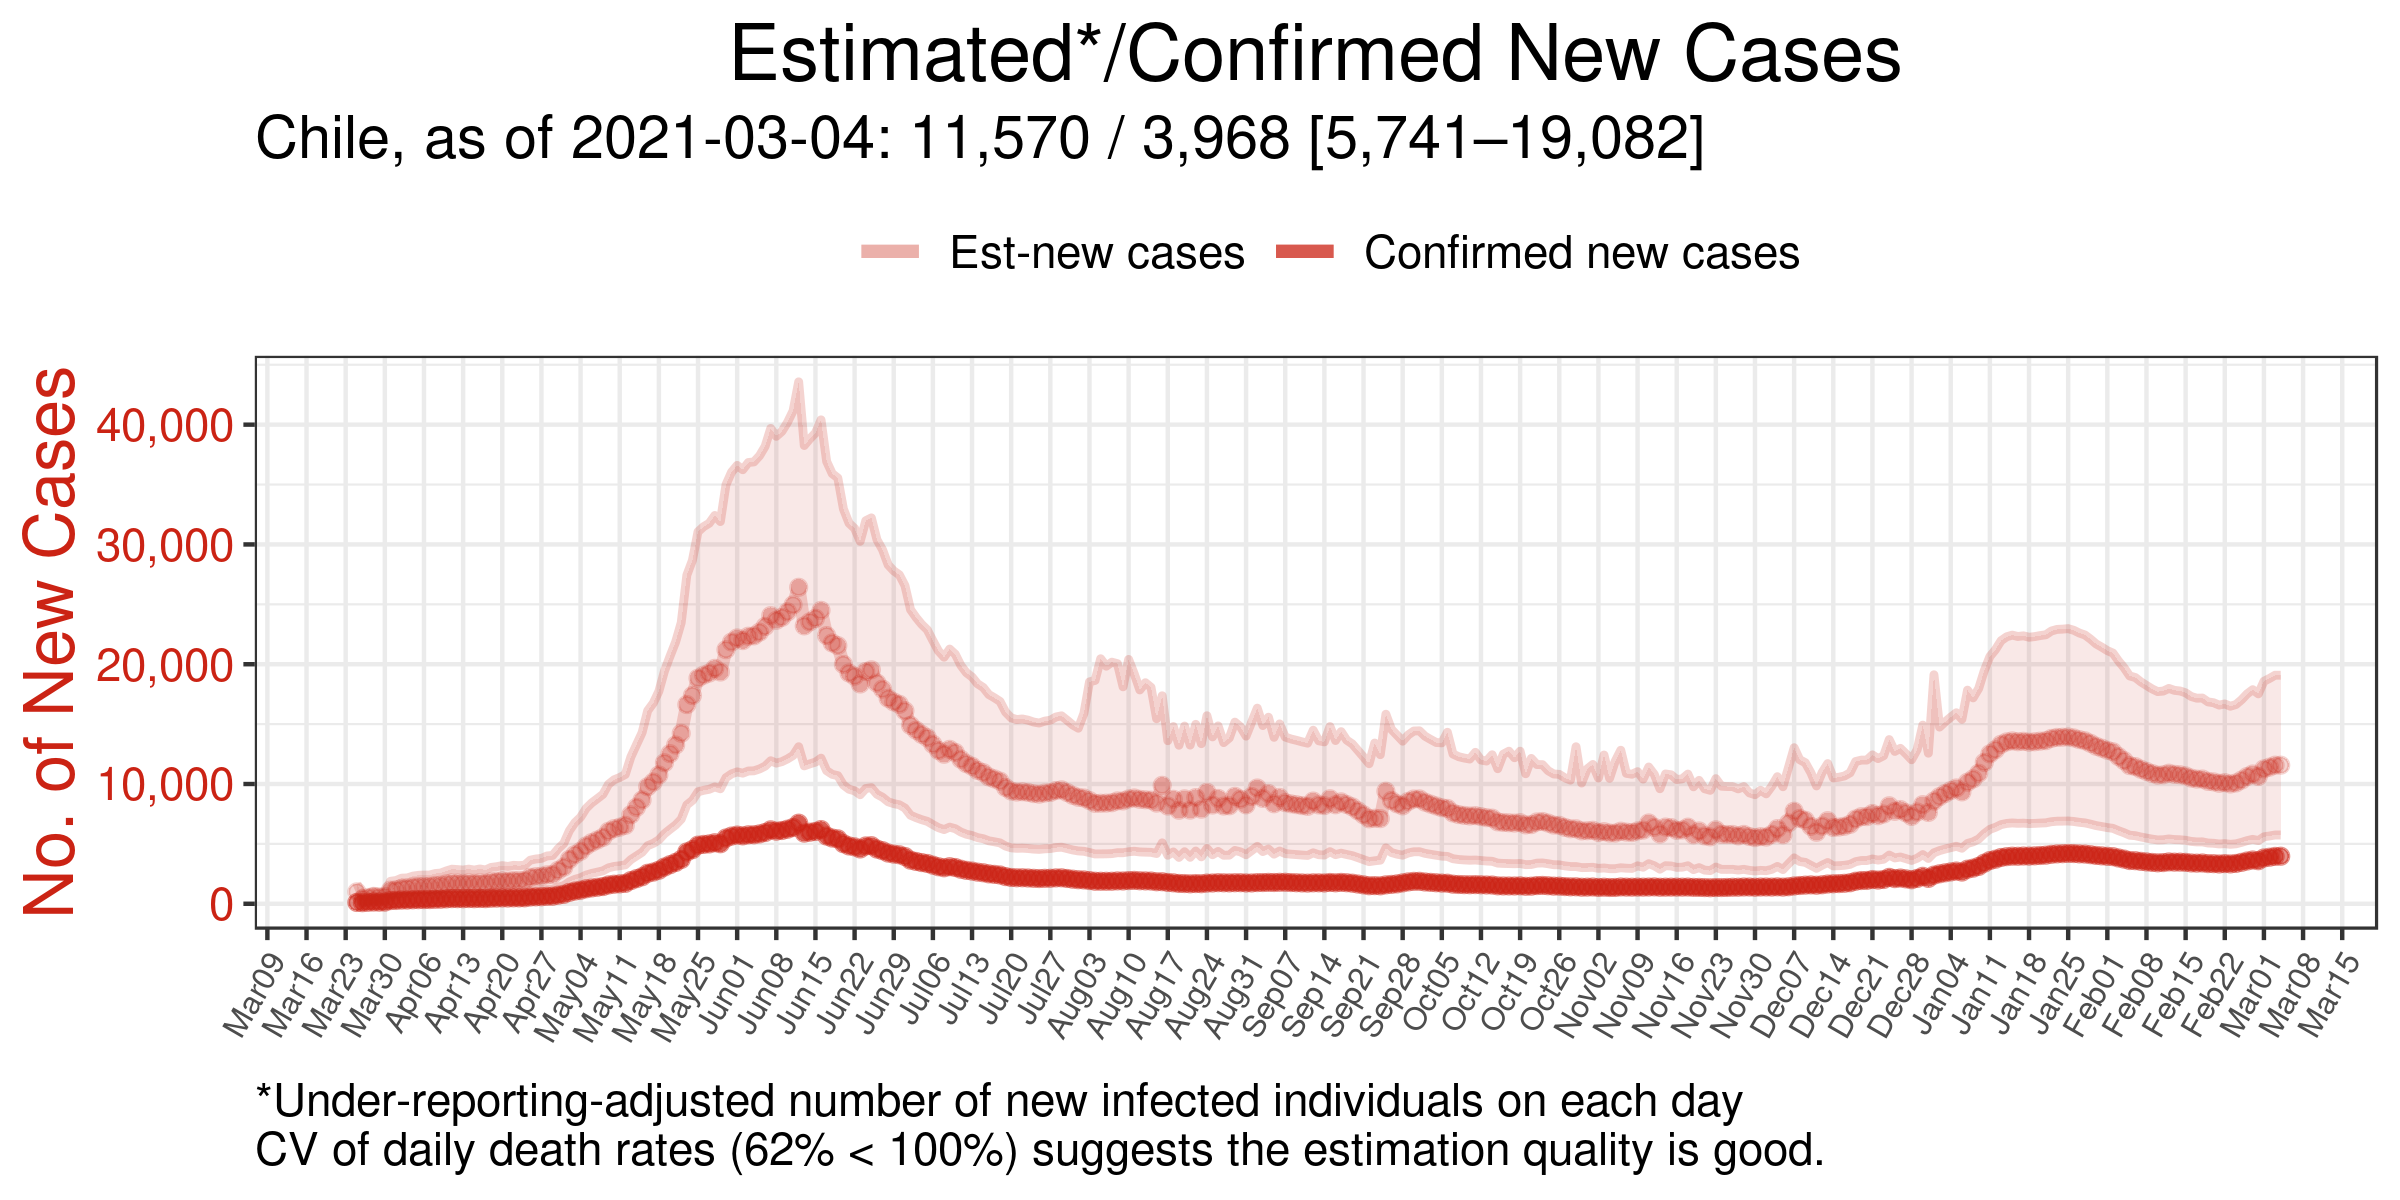 Estimated*/Confirmed New Cases
Chile, as of 2021-03-04: 11,570 / 3,968 [5,741–19,082]
Est-new cases
Confirmed new cases
No. of New Cases
40,000
30,000
20,000
10,000
0
Mar09
Mar16
Mar23
Mar30
Apr06
Apr13
Apr20
Apr27
May04
May11
May18
May25
Jun01
Jun08
Jun15
Jun22
Jun29
Jul06
Jul13
Jul20
Jul27
Aug03
Aug10
Aug17
Aug24
Aug31
Sep07
Sep14
Sep21
Sep28
Oct05
Oct12
Oct19
Oct26
Nov02
Nov09
Nov16
Nov23
Nov30
Dec07
Dec14
Dec21
Dec28
Jan04
Jan11
Jan18
Jan25
Feb01
Feb08
Feb15
Feb22
Mar01
Mar08
Mar15
*Under-reporting-adjusted number of new infected individuals on each day
CV of daily death rates (62% < 100%) suggests the estimation quality is good.